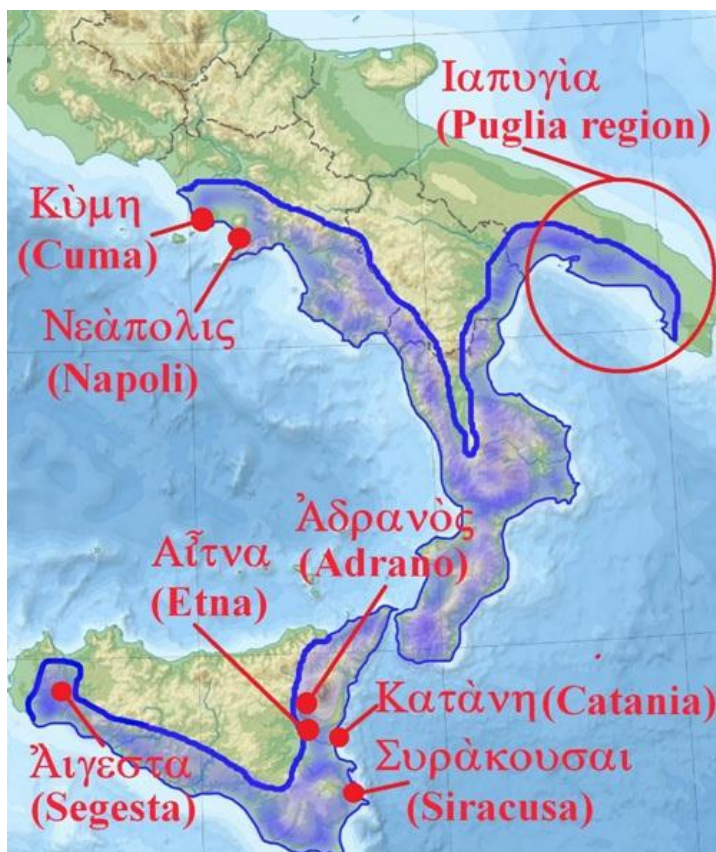 Ιαπυγὶα
(Puglia region)
Κὺμη
(Cuma)
Νεὰπολις
(Napoli)
Ἀδρανὸς
(Adrano)
Αἶτνα
(Etna)
Κατὰνη (Catania)
Συρὰκουσαι
(Siracusa)
Ἀιγεστα
(Segesta)